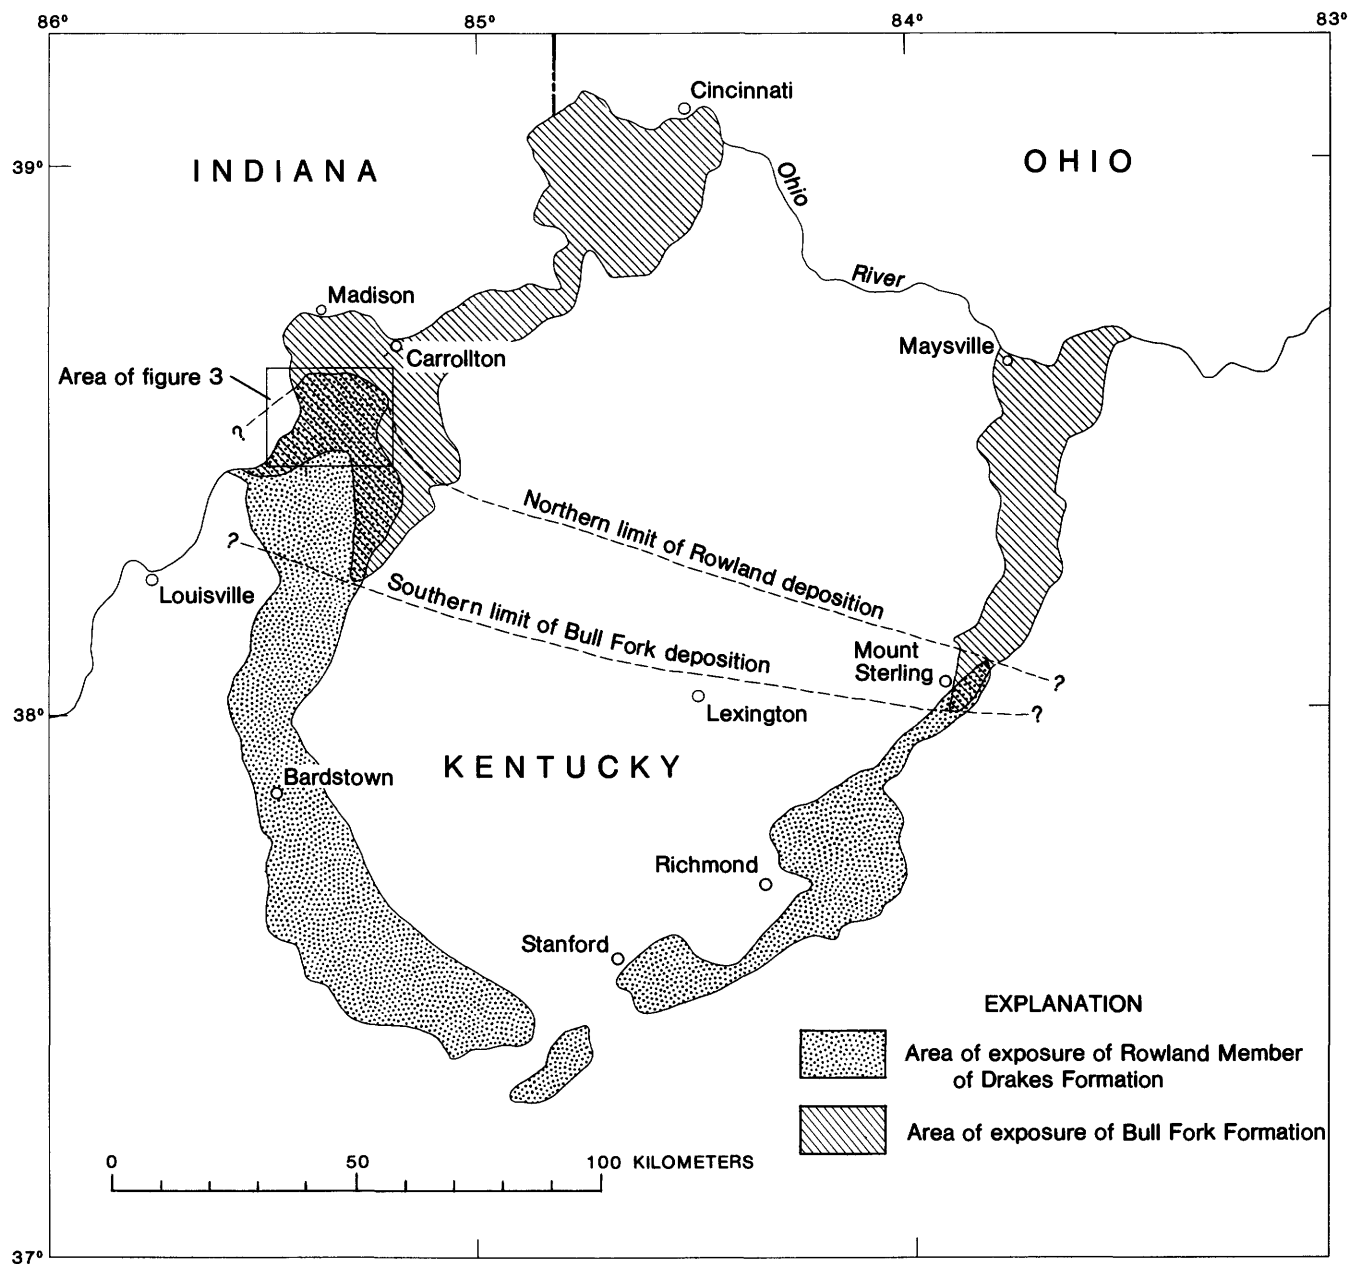 86°
85°
84°
83°
Cincinnati
INDIANA
OHIO
39°
Ohio
River
Madison
Maysville
Carrollton
Area of figure 3
?
Northern limit of Rowland deposition
?
Southern limit of Bull Fork deposition
Louisville
Mount
Sterling
?
?
38°
Lexington
KENTUCKY
Bardstown
Richmond
Stanford
EXPLANATION
Area of exposure of Rowland Member
of Drakes Formation
Area of exposure of Bull Fork Formation
0 50 100 KILOMETERS
37°